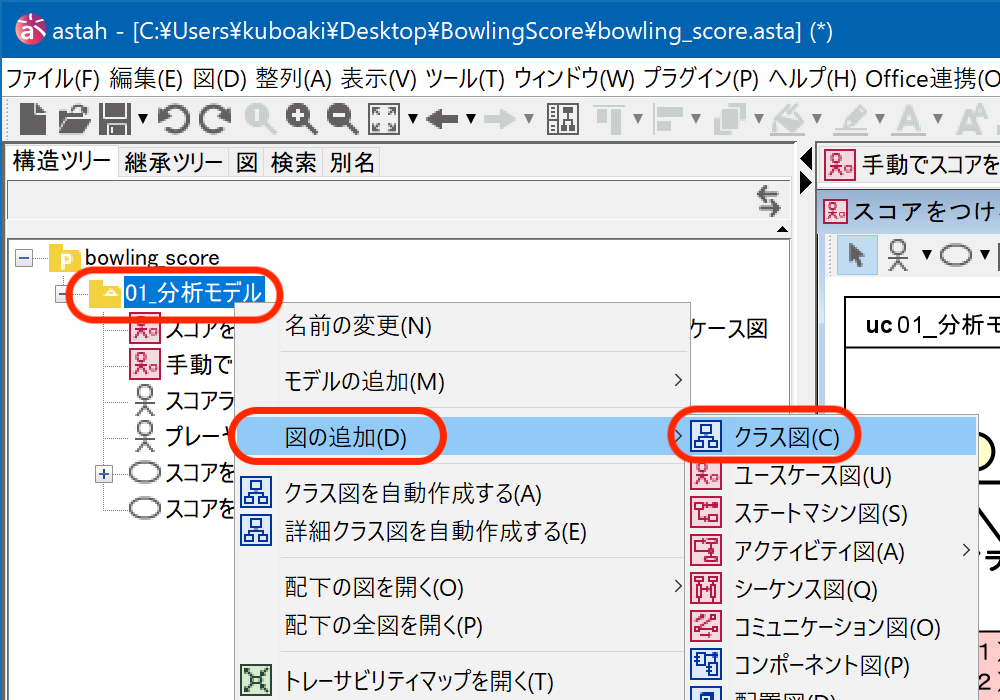 astah - [C:¥Users¥kuboaki¥Desktop¥BowlingScore¥bowling_score.asta] (*)
ファイル(F) 編集(E) 図(D) 整列(A) 表示(V) ツール(T) ウィンドウ(W) プラグイン(P) ヘルプ(H) Office連携(O
構造ツリー 継承ツリー 図 検索 別名
手動でスコアを
スコアをつけ
bowling_score
01_分析モデル
スコアを
ケース図
手動で
スコアラ
プレーヤ
スコアを
スコアを
名前の変更(N)
モデルの追加(M)
図の追加(D)
クラス図を自動作成する(A)
詳細クラス図を自動作成する(E)
配下の図を開く(O)
配下の全図を開く(P)
トレーサビリティマップを開く(T)
クラス図(C)
ユースケース図(U)
ステートマシン図(S)
アクティビティ図(A)
シーケンス図(Q)
コミュニケーション図(O)
コンポーネント図(P)
配置図(D)
uc 01_分析モ
ラ
1
2